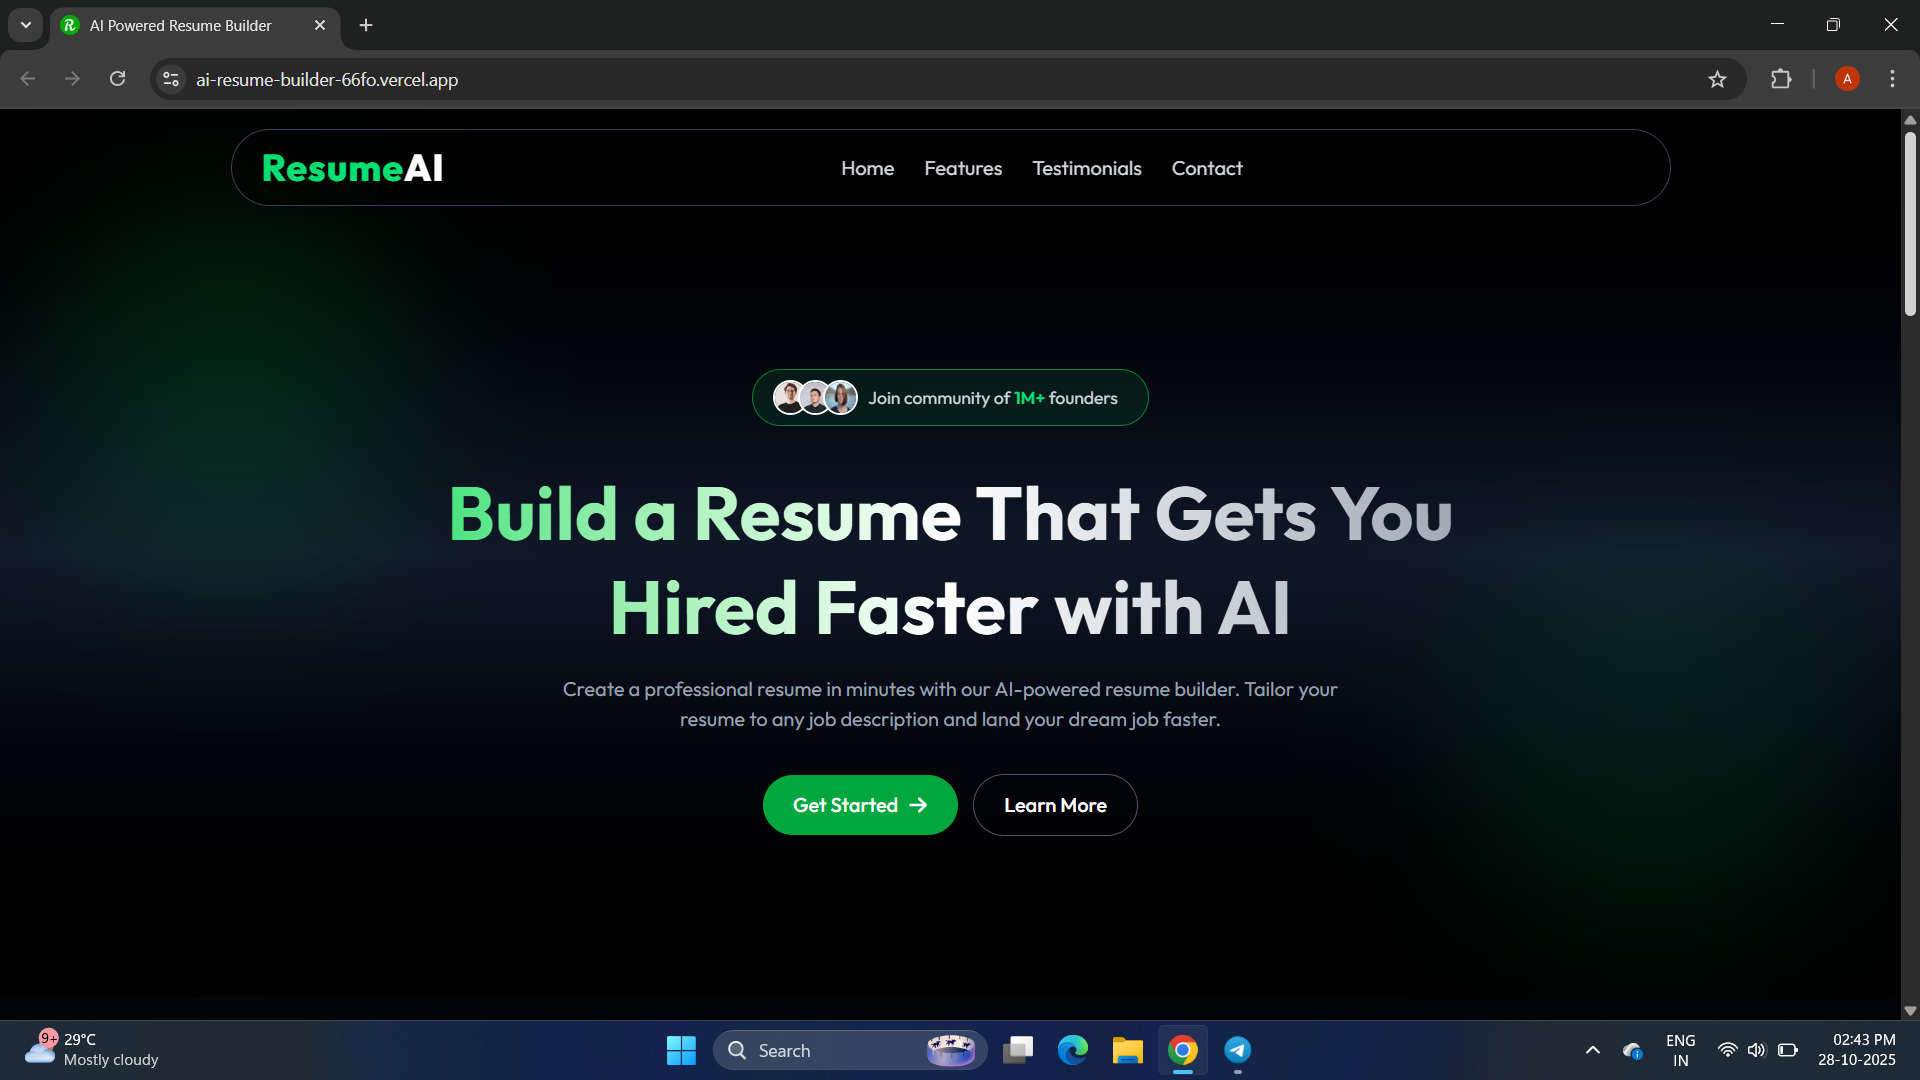 AI Powered Resume Builder
ai-resume-builder-66fo.vercel.app
A
ResumeAI
Home Features Testimonials Contact
Join community of 1M+ founders
Build a Resume That Gets You
Hired Faster with AI
Create a professional resume in minutes with our AI-powered resume builder. Tailor your
resume to any job description and land your dream job faster.
Get Started →
Learn More
9+
29°C
Mostly cloudy
Search
ENG
IN
02:43 PM
28-10-2025